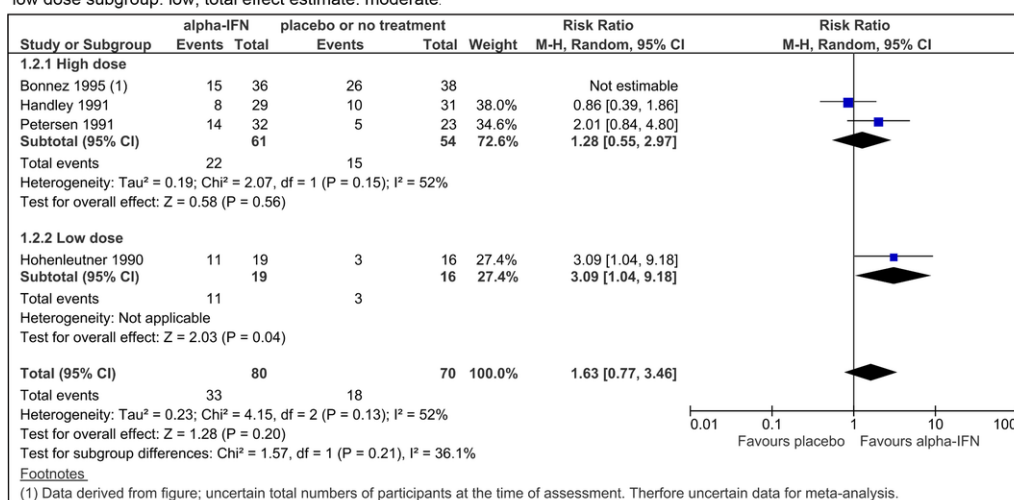 low dose subgroup: low; total effect estimate: moderate.
alpha-IFN placebo or no treatment Risk Ratio Risk Ratio
Study or Subgroup Events Total Events Total Weight M-H, Random, 95% CI M-H, Random, 95% CI
1.2.1 High dose
Bonnez 1995 (1) 15 36 26 38 Not estimable
Handley 1991 8 29 10 31 38.0% 0.86 [0.39, 1.86]
Petersen 1991 14 32 5 23 34.6% 2.01 [0.84, 4.80]
Subtotal (95% CI) 61 54 72.6% 1.28 [0.55, 2.97]
Total events 22 15
Heterogeneity: Tau² = 0.19; Chi² = 2.07, df = 1 (P = 0.15); I² = 52%
Test for overall effect: Z = 0.58 (P = 0.56)
1.2.2 Low dose
Hohenleutner 1990 11 19 3 16 27.4% 3.09 [1.04, 9.18]
Subtotal (95% CI) 19 16 27.4% 3.09 [1.04, 9.18]
Total events 11 3
Heterogeneity: Not applicable
Test for overall effect: Z = 2.03 (P = 0.04)
Total (95% CI) 80 70 100.0% 1.63 [0.77, 3.46]
Total events 33 18
Heterogeneity: Tau² = 0.23; Chi² = 4.15, df = 2 (P = 0.13); I² = 52%
Test for overall effect: Z = 1.28 (P = 0.20)
Test for subgroup differences: Chi² = 1.57, df = 1 (P = 0.21), I² = 36.1%
0.01 0.1 1 10 100
Favours placebo Favours alpha-IFN
Footnotes
(1) Data derived from figure; uncertain total numbers of participants at the time of assessment. Therfore uncertain data for meta-analysis.